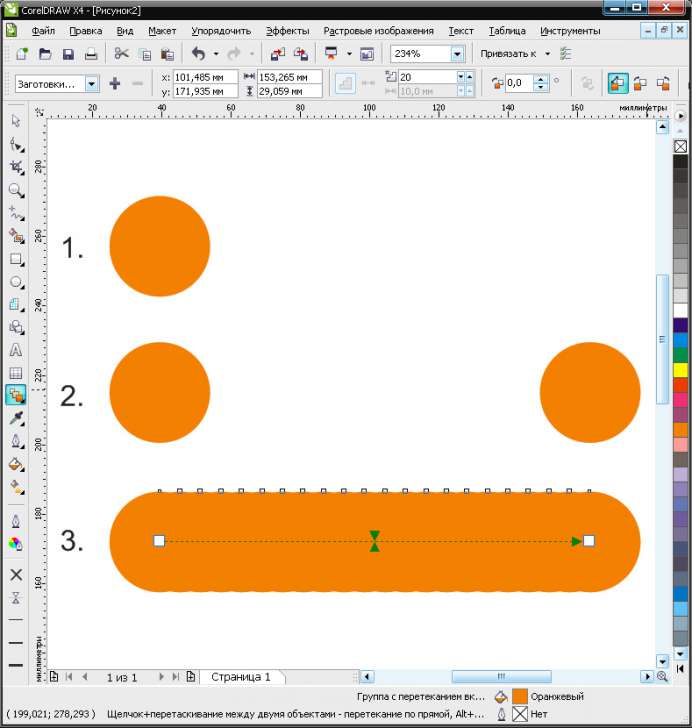 CorelDRAW X4 - [Рисунок2]
Файл Правка Вид Макет Упорядочить Эффекты Растровые изображения Текст Таблица Инструменты
234% Привязать к
Заготовки... x: 101,485 мм 153,265 мм 20 0,0 °
y: 171,935 мм 29,059 мм 10,0 мм
20 40 60 80 100 120 140 160 миллиметры
280
260
1.
240
220
2.
200
180
3.
160
миллиметры
1 из 1 Страница 1
Группа с перетеканием вк... Оранжевый
( 199,021; 278,293 ) Щелчок+перетаскивание между двумя объектами - перетекание по прямой, Alt+... Нет